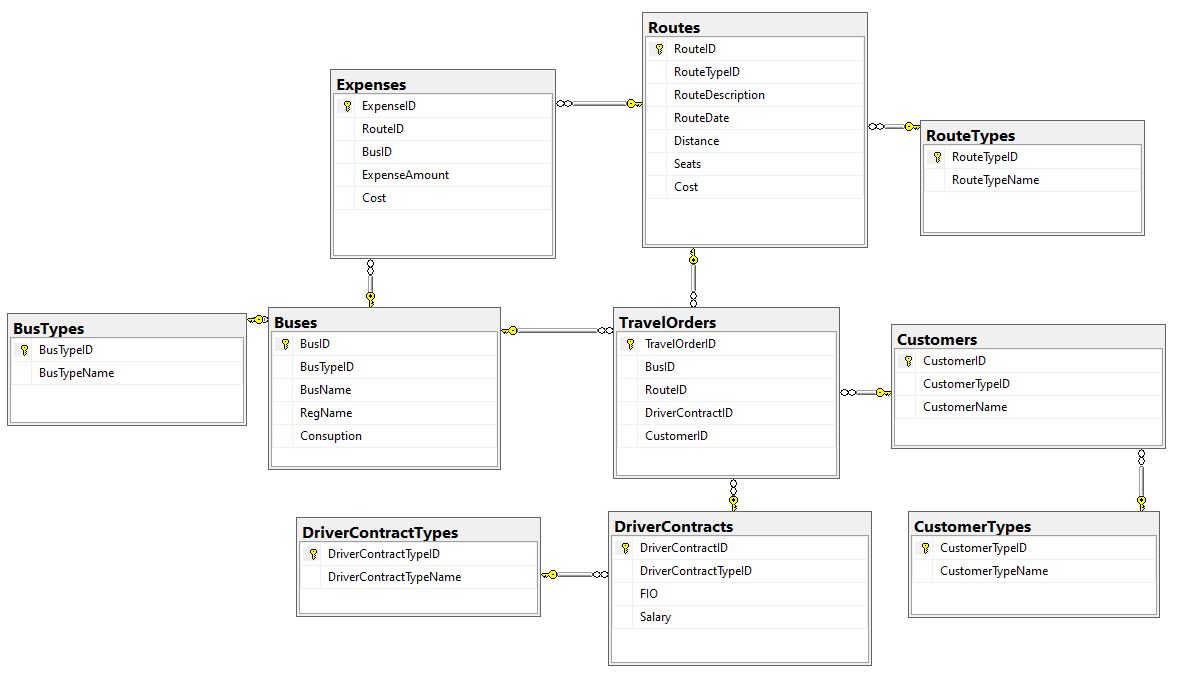 Routes
RouteID
RouteTypeID
RouteDescription
RouteDate
Distance
Seats
Cost
Expenses
ExpenseID
RouteID
BusID
ExpenseAmount
Cost
RouteTypes
RouteTypeID
RouteTypeName
BusTypes
BusTypeID
BusTypeName
Buses
BusID
BusTypeID
BusName
RegName
Consuption
TravelOrders
TravelOrderID
BusID
RouteID
DriverContractID
CustomerID
Customers
CustomerID
CustomerTypeID
CustomerName
DriverContractTypes
DriverContractTypeID
DriverContractTypeName
DriverContracts
DriverContractID
DriverContractTypeID
FIO
Salary
CustomerTypes
CustomerTypeID
CustomerTypeName